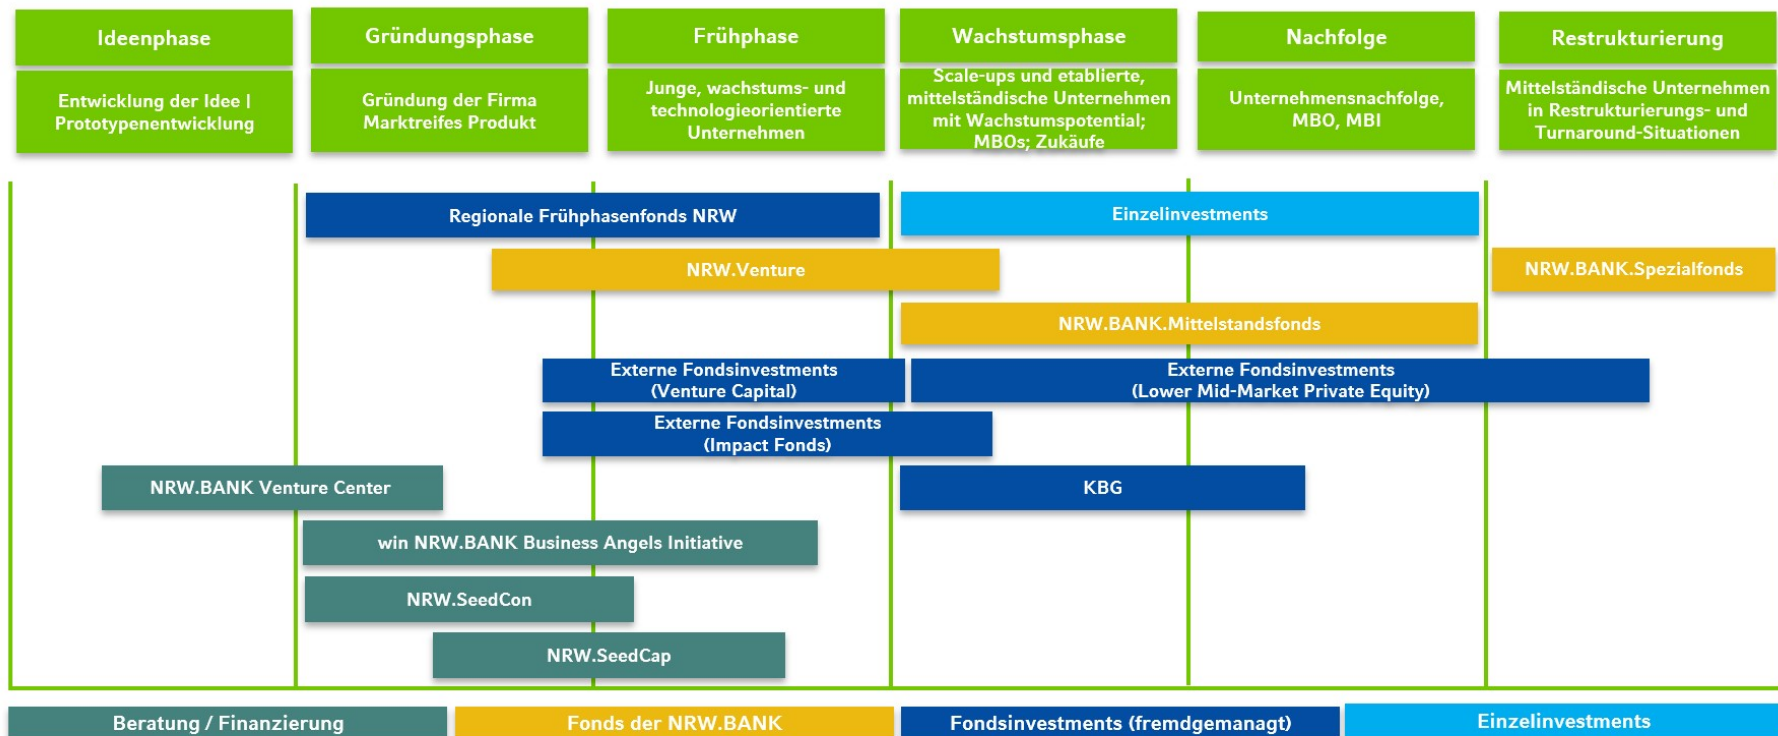 Ideenphase
Gründungsphase
Frühphase
Wachstumsphase
Nachfolge
Restrukturierung
Entwicklung der Idee |
Prototypenentwicklung
Gründung der Firma
Marktreifes Produkt
Junge, wachstums- und
technologieorientierte
Unternehmen
Scale-ups und etablierte,
mittelständische Unternehmen
mit Wachstumspotential;
MBOs; Zukäufe
Unternehmensnachfolge,
MBO, MBI
Mittelständische Unternehmen
in Restrukturierungs- und
Turnaround-Situationen
Regionale Frühphasenfonds NRW
Einzelinvestments
NRW.Venture
NRW.BANK.Spezialfonds
NRW.BANK.Mittelstandsfonds
Externe Fondsinvestments
(Venture Capital)
Externe Fondsinvestments
(Lower Mid-Market Private Equity)
Externe Fondsinvestments
(Impact Fonds)
NRW.BANK Venture Center
KBG
win NRW.BANK Business Angels Initiative
NRW.SeedCon
NRW.SeedCap
Beratung / Finanzierung
Fonds der NRW.BANK
Fondsinvestments (fremdgemanagt)
Einzelinvestments